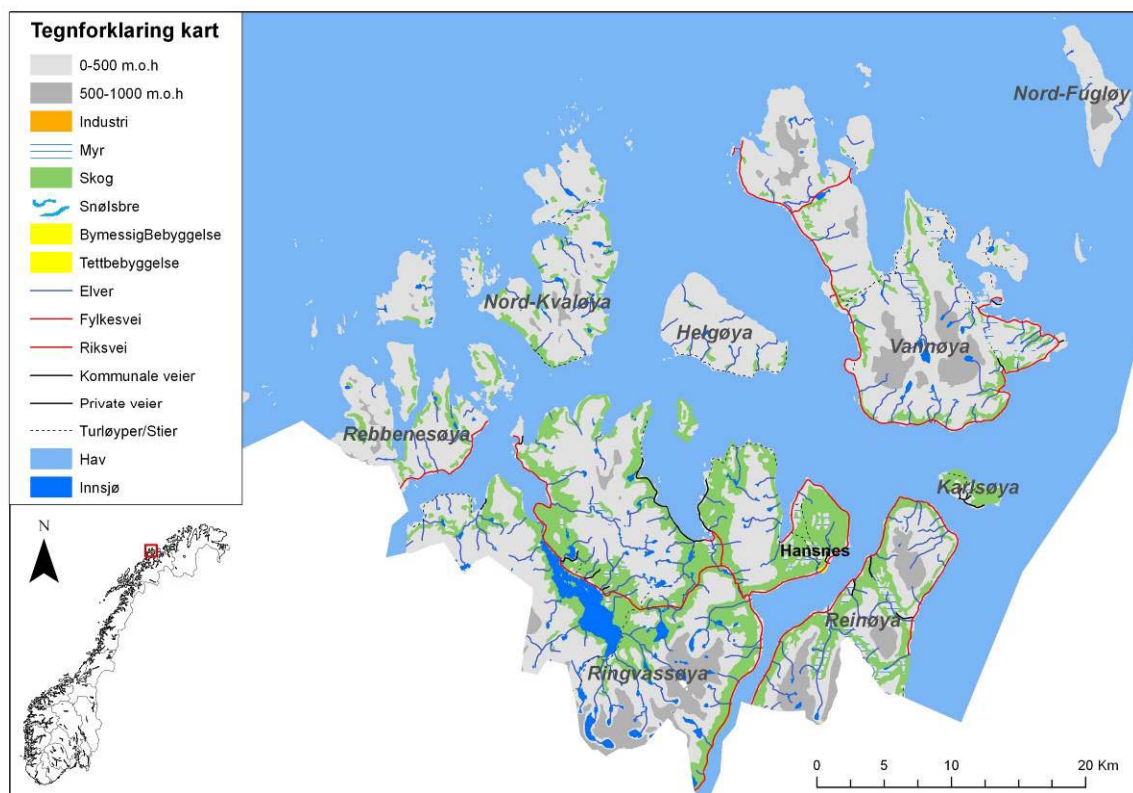 Tegnforklaring kart
0-500 m.o.h
500-1000 m.o.h
Industri
Myr
Skog
Snølsbre
BymessigBebyggelse
Tettbebyggelse
Elver
Fylkesvei
Riksvei
Kommunale veier
Private veier
Turløyper/Stier
Hav
Innsjø
N
Nord-Fugløy
Nord-Kvaløya
Helgøya
Vannøya
Rebbenesøya
Karlsøya
Hansnes
Reinøya
Ringvassøya
0 5 10 20 Km